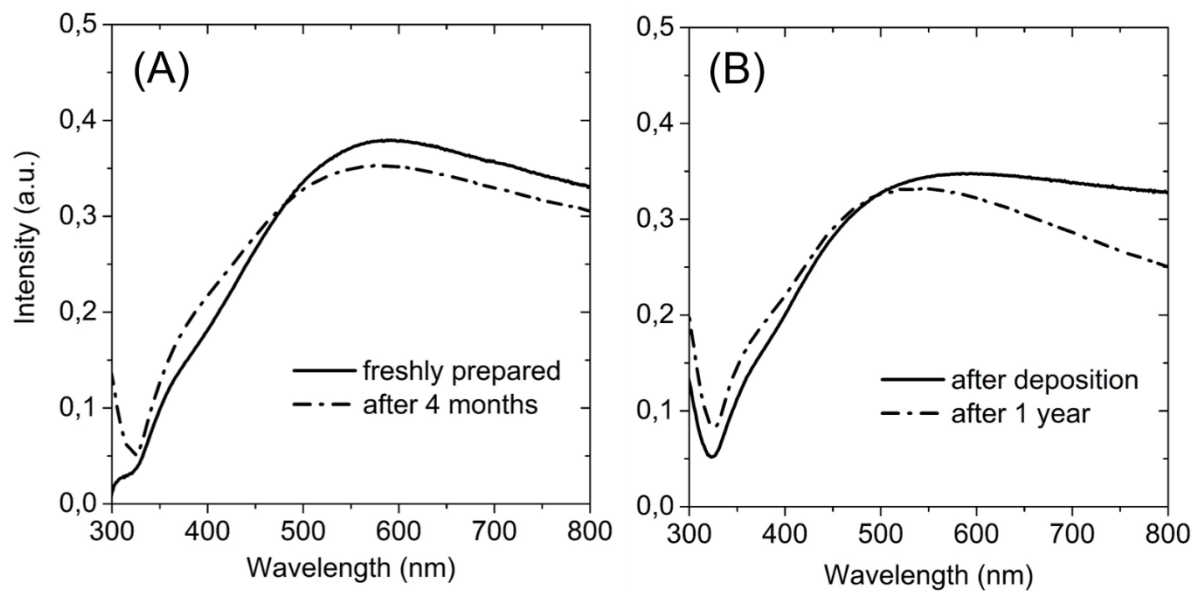 (A)
0,5
0,4
0,3
0,2
0,1
0,0
Intensity (a.u.)
freshly prepared
after 4 months
300 400 500 600 700 800
Wavelength (nm)
(B)
0,5
0,4
0,3
0,2
0,1
0,0
after deposition
after 1 year
300 400 500 600 700 800
Wavelength (nm)